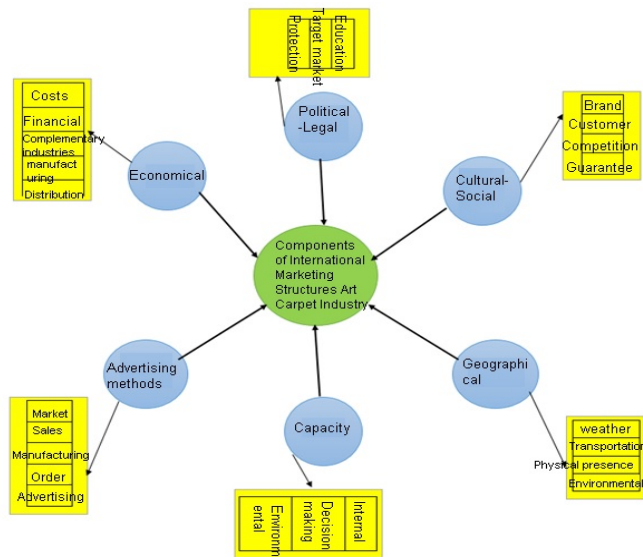 Education
Target market
Protection
Political
-Legal
Costs
Financial
Complementary
industries
manufact
uring
Distribution
Economical
Brand
Customer
Competition
Guarantee
Cultural-
Social
Components
of International
Marketing
Structures Art
Carpet Industry
Advertising
methods
Market
Sales
Manufacturing
Order
Advertising
Capacity
Internal
Decision
making
Environm
ental
Geographi
cal
weather
Transportation
Physical presence
Environmental